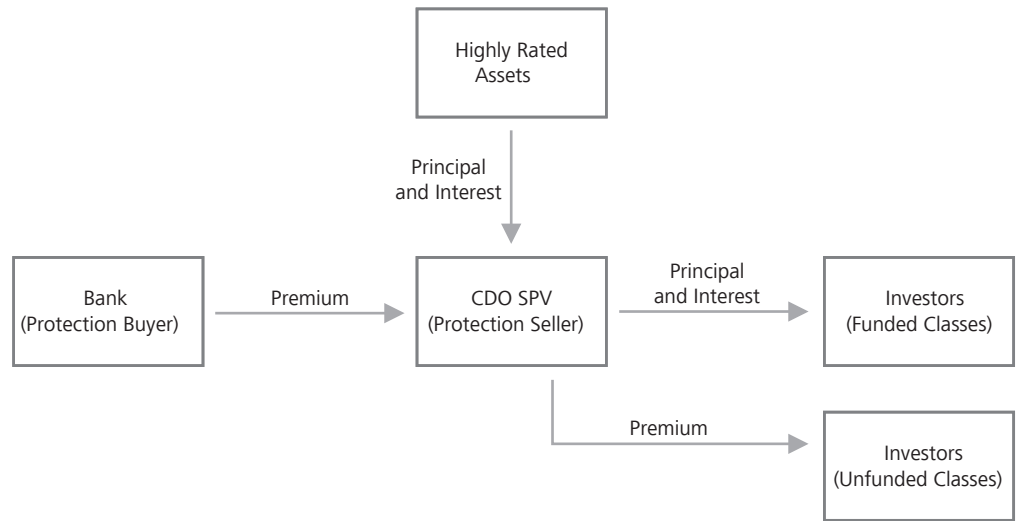 Highly Rated
Assets
Principal
and Interest
Bank
(Protection Buyer)
Premium
CDO SPV
(Protection Seller)
Principal
and Interest
Investors
(Funded Classes)
Premium
Investors
(Unfunded Classes)